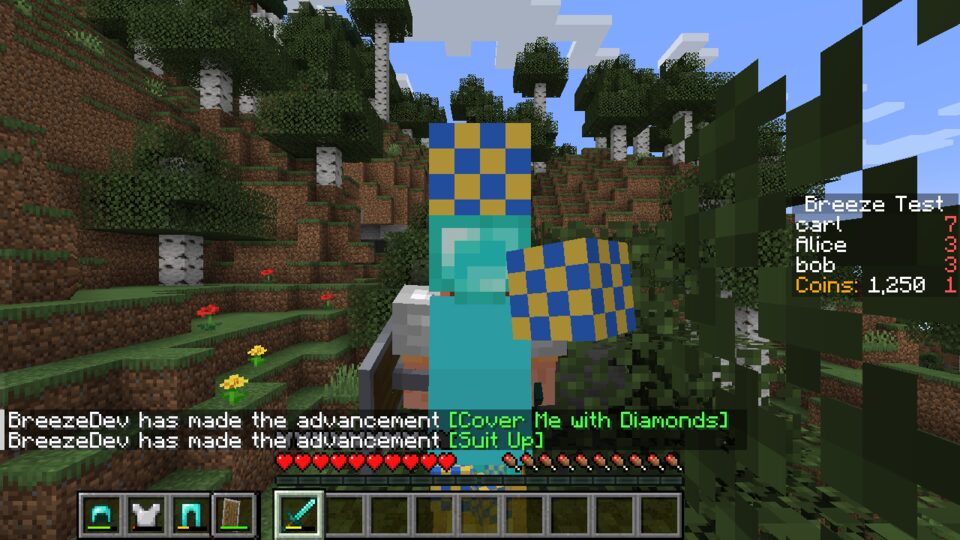 Breeze Test
carl 7
Alice 3
bob 3
Coins: 1,250 1
BreezeDev has made the advancement [Cover Me with Diamonds]
BreezeDev has made the advancement [Suit Up]